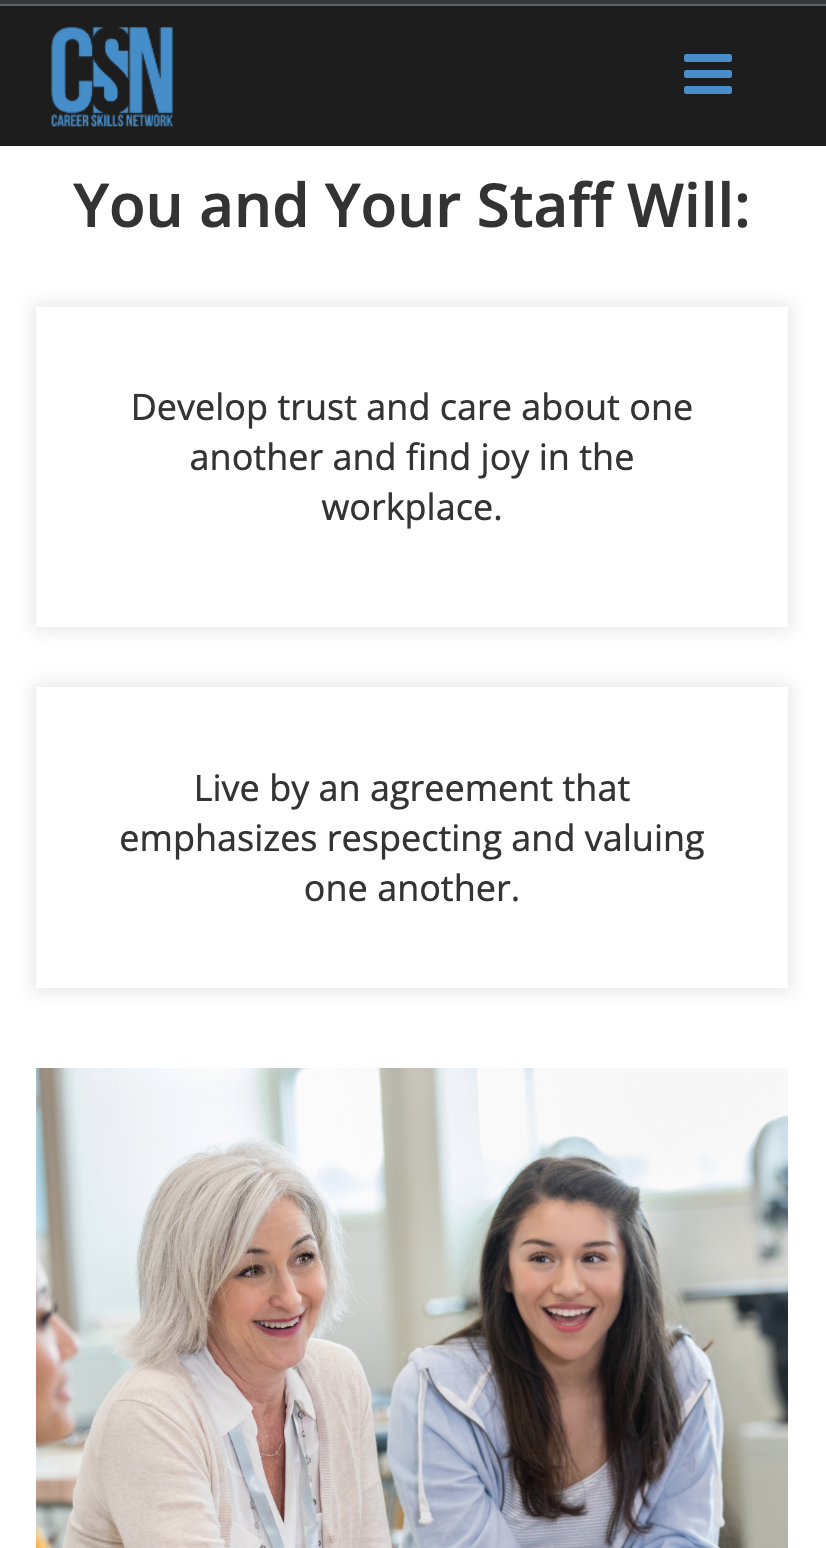 CSN
CAREER SKILLS NETWORK
You and Your Staff Will:
Develop trust and care about one
another and find joy in the
workplace.
Live by an agreement that
emphasizes respecting and valuing
one another.